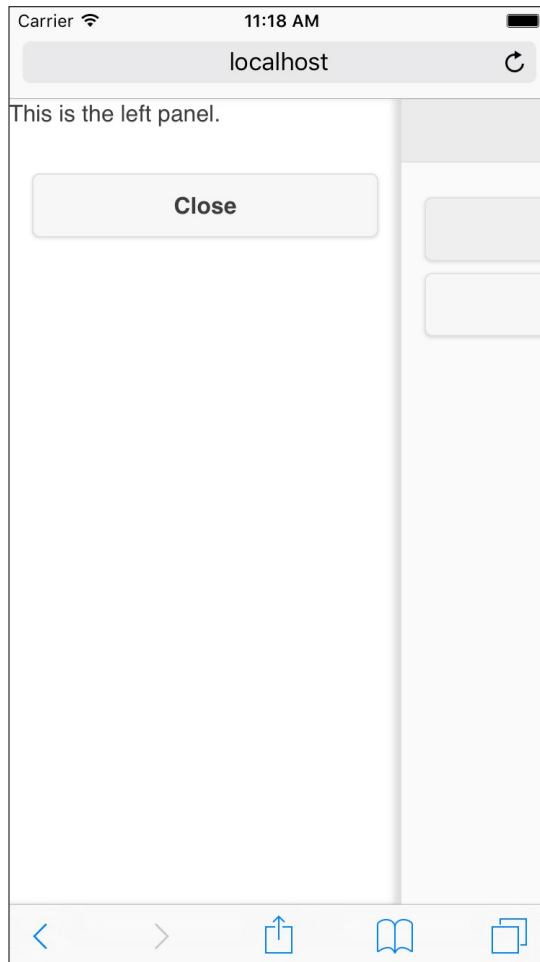 Carrier
11:18 AM
localhost
This is the left panel.
Close